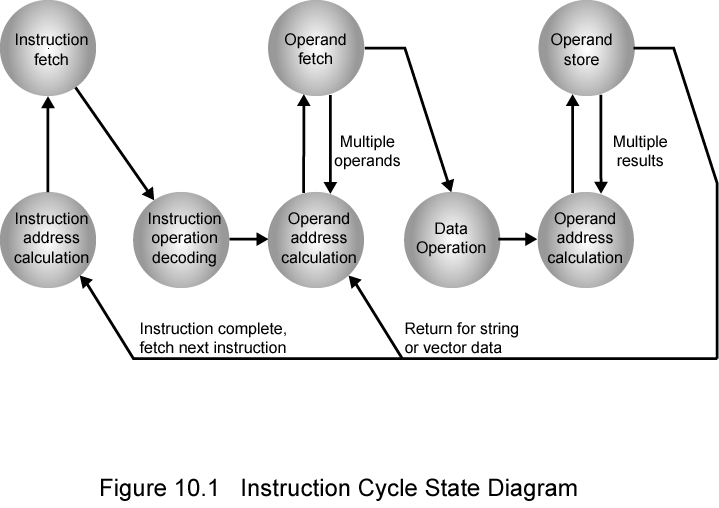 Instruction
fetch
Operand
fetch
Operand
store
Multiple
operands
Multiple
results
Instruction
address
calculation
Instruction
operation
decoding
Operand
address
calculation
Data
Operation
Operand
address
calculation
Instruction complete,
fetch next instruction
Return for string
or vector data
Figure 10.1 Instruction Cycle State Diagram